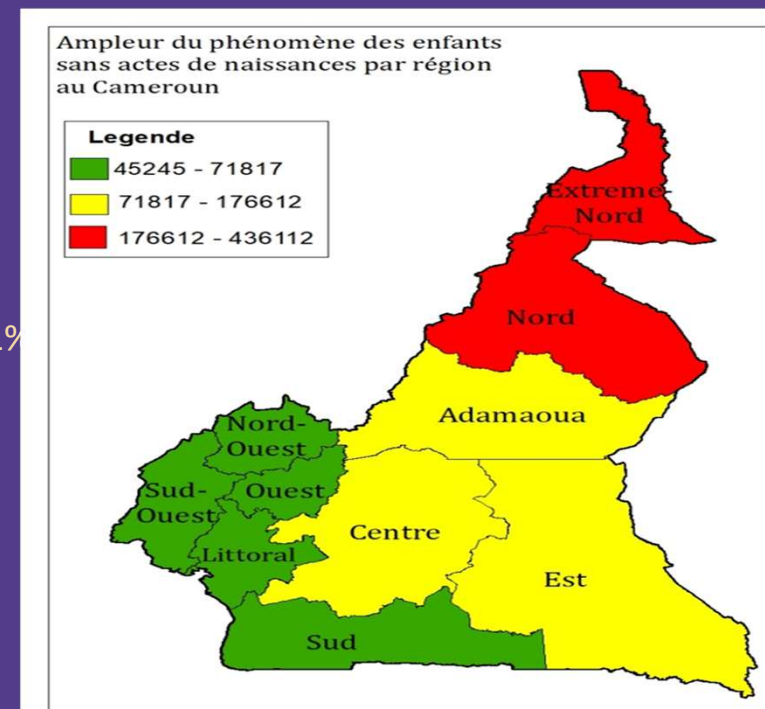 Ampleur du phénomène des enfants
sans actes de naissances par région
au Cameroun
Legende
45245 - 71817
71817 - 176612
176612 - 436112
Extreme-
Nord
Nord
Adamaoua
Nord-
Ouest
Sud-
Ouest
Ouest
Littoral
Centre
Est
Sud
%